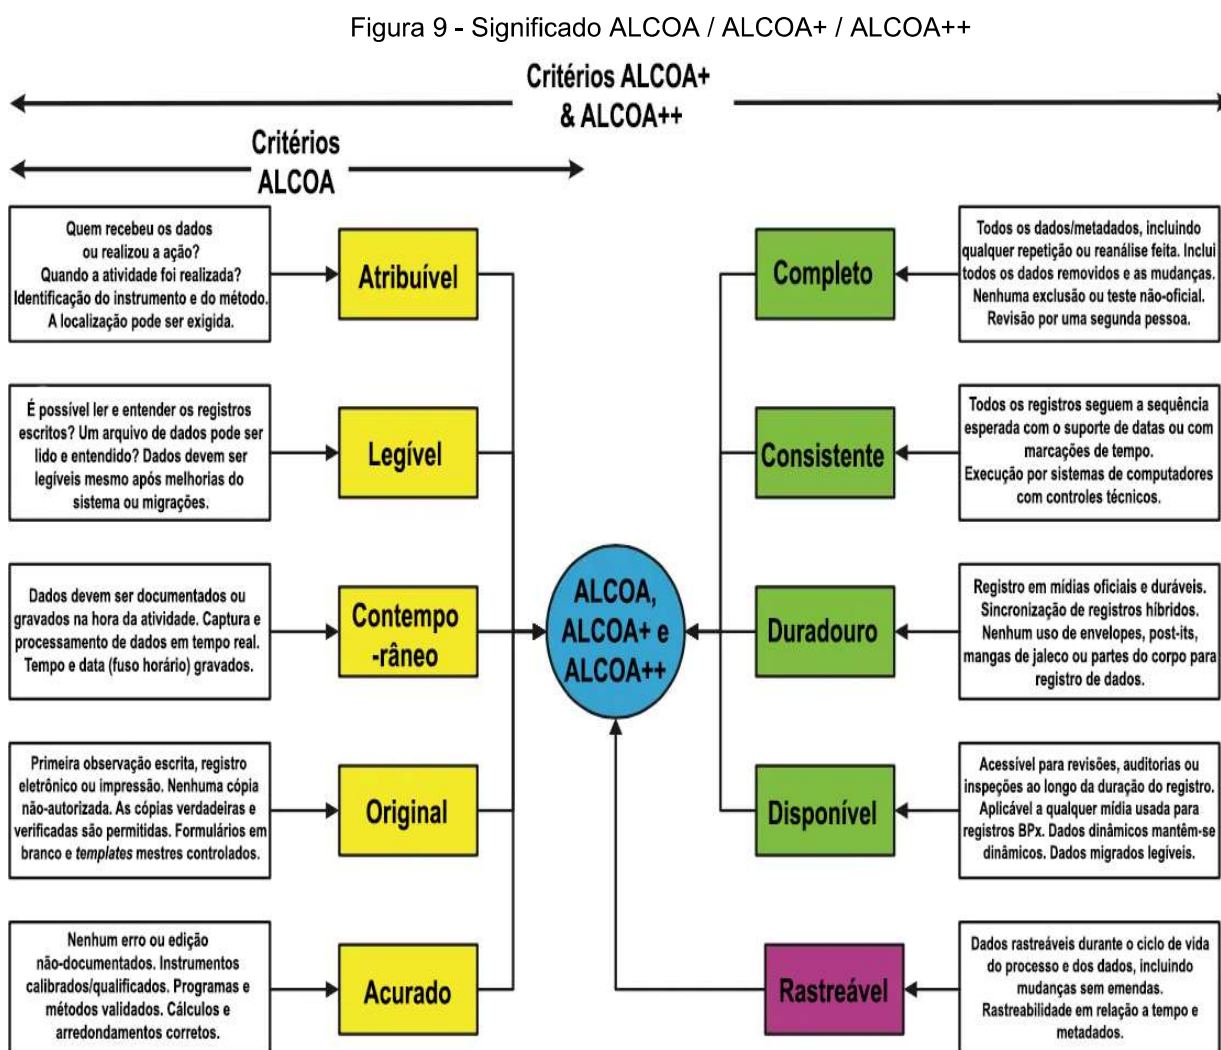 Figura 9 - Significado ALCOA / ALCOA+ / ALCOA++
Critérios ALCOA+
& ALCOA++
Critérios
ALCOA
Quem recebeu os dados
ou realizou a ação?
Quando a atividade foi realizada?
Identificação do instrumento e do método.
A localização pode ser exigida.
Atribuível
É possível ler e entender os registros
escritos? Um arquivo de dados pode ser
lido e entendido? Dados devem ser
legíveis mesmo após melhorias do
sistema ou migrações.
Legível
Dados devem ser documentados ou
gravados na hora da atividade. Captura e
processamento de dados em tempo real.
Tempo e data (fuso horário) gravados.
Contempo
-râneo
Primeira observação escrita, registro
eletrônico ou impressão. Nenhuma cópia
não-autorizada. As cópias verdadeiras e
verificadas são permitidas. Formulários em
branco e templates mestres controlados.
Original
Nenhum erro ou edição
não-documentados. Instrumentos
calibrados/qualificados. Programas e
métodos validados. Cálculos e
arredondamentos corretos.
Acurado
ALCOA,
ALCOA+ e
ALCOA++
Completo
Todos os dados/metadados, incluindo
qualquer repetição ou reanálise feita. Inclui
todos os dados removidos e as mudanças.
Nenhuma exclusão ou teste não-oficial.
Revisão por uma segunda pessoa.
Consistente
Todos os registros seguem a sequência
esperada com o suporte de datas ou com
marcações de tempo.
Execução por sistemas de computadores
com controles técnicos.
Duradouro
Registro em mídias oficiais e duráveis.
Sincronização de registros híbridos.
Nenhum uso de envelopes, post-its,
mangas de jaleco ou partes do corpo para
registro de dados.
Disponível
Acessível para revisões, auditorias ou
inspeções ao longo da duração do registro.
Aplicável a qualquer mídia usada para
registros BPx. Dados dinâmicos mantêm-se
dinâmicos. Dados migrados legíveis.
Rastreável
Dados rastreáveis durante o ciclo de vida
do processo e dos dados, incluindo
mudanças sem emendas.
Rastreabilidade em relação a tempo e
metadados.